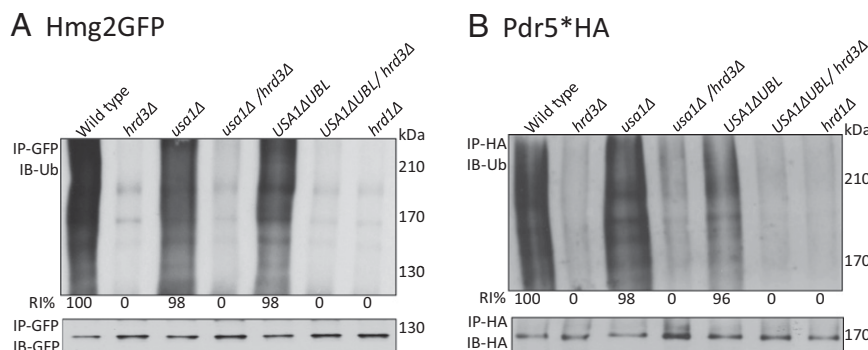 A Hmg2GFP
Wild type hrd3Δ usa1Δ usa1Δ /hrd3Δ USA1ΔUBL USA1ΔUBL/ hrd3Δ hrd1Δ
kDa
IP-GFP
IB-Ub
210
170
130
RI% 100 0 98 0 98 0 0
IP-GFP
IB-GFP
130
B Pdr5*HA
Wild type hrd3Δ usa1Δ usa1Δ /hrd3Δ USA1ΔUBL USA1ΔUBL/ hrd3Δ hrd1Δ
kDa
IP-HA
IB-Ub
210
170
RI% 100 0 98 0 96 0 0
IP-HA
IB-HA
170